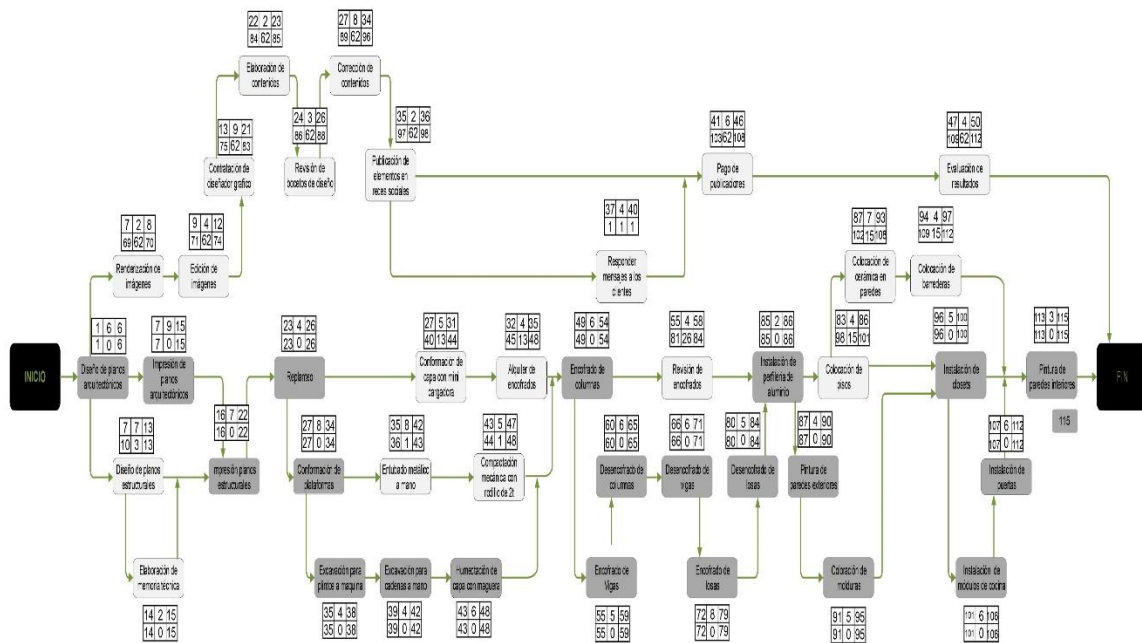 22 2 23
84 62 85
27 8 34
89 62 96
Elaboración de
contenidos
Corrección de
contenidos
24 3 26
86 62 88
35 2 36
97 62 98
13 9 21
75 62 83
41 6 46
103 62 108
47 4 50
109 62 112
Contratación de
diseñador grafico
Revisión de
bocetos de diseño
Publicación de
elementos en
redes sociales
Pago de
publicaciones
Evaluación de
resultados
7 2 8
69 62 70
9 4 12
71 62 74
37 4 40
1 1 1
87 7 93
102 15 108
94 4 97
109 15 112
Renderización de
imágenes
Edición de
imágenes
Responder
mensajes a los
clientes
Colocación de
cerámica en
paredes
Colocación de
barrederas
1 6 6
1 0 6
7 9 15
7 0 15
23 4 26
23 0 26
27 5 31
40 13 44
32 4 35
45 13 48
49 6 54
49 0 54
55 4 58
81 26 84
85 2 86
85 0 86
83 4 86
98 15 101
96 5 100
96 0 100
113 3 115
113 0 115
INICIO
Diseño de planos
arquitectónicos
Impresión de
planos
arquitectónicos
Replanteo
Conformación de
capa con mini
cargadora
Alquiler de
encofrados
Encofrado de
columnas
Revisión de
encofrados
Instalación de
perfilería de
aluminio
Colocación de
pisos
Instalación de
closets
Pintura de
paredes interiores
FIN
115
16 7 22
16 0 22
7 7 13
10 3 13
27 8 34
27 0 34
35 8 42
36 1 43
43 5 47
44 1 48
60 6 65
60 0 65
66 6 71
66 0 71
80 5 84
80 0 84
87 4 90
87 0 90
107 6 112
107 0 112
Diseño de planos
estructurales
Impresión planos
estructurales
Conformación de
plataformas
Entubado metálico
a mano
Compactación
mecánica con
rodillo de 2t
Desencofrado de
columnas
Desencofrado de
vigas
Desencofrado de
losas
Pintura de
paredes exteriores
Instalación de
puertas
Elaboración de
memoria técnica
Excavación para
plintos a maquina
Excavación para
cadenas a mano
Humectación de
capa con maguera
Encofrado de
Vigas
Encofrado de
losas
Coloración de
molduras
Instalación de
módulos de cocina
14 2 15
14 0 15
35 4 38
35 0 38
39 4 42
39 0 42
43 6 48
43 0 48
55 5 59
55 0 59
72 8 79
72 0 79
91 5 95
91 0 95
101 6 106
101 0 106